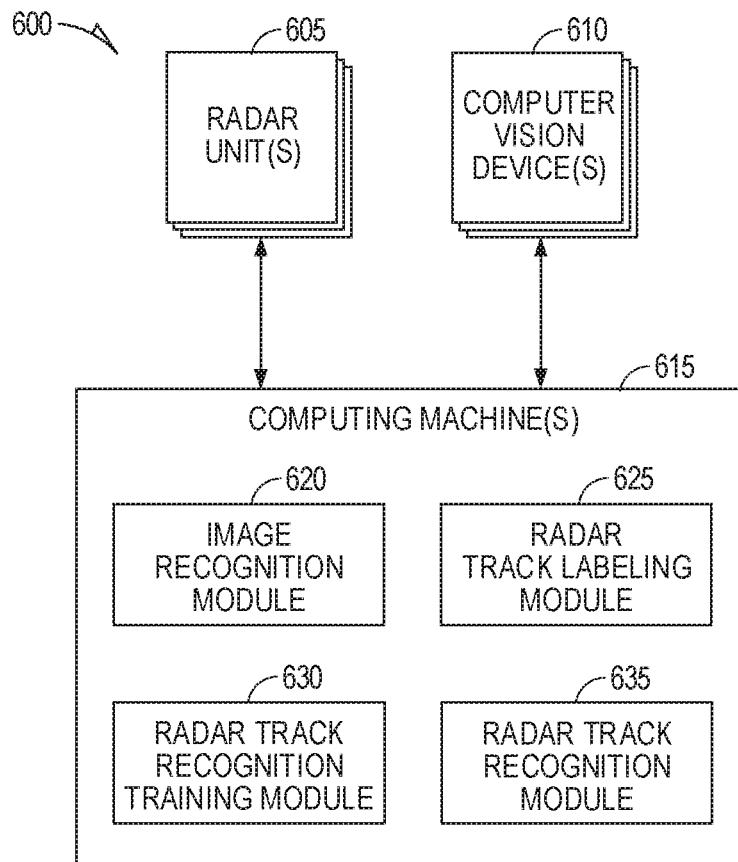 600
605
RADAR
UNIT(S)
610
COMPUTER
VISION
DEVICE(S)
615
COMPUTING MACHINE(S)
620
IMAGE
RECOGNITION
MODULE
625
RADAR
TRACK LABELING
MODULE
630
RADAR TRACK
RECOGNITION
TRAINING MODULE
635
RADAR TRACK
RECOGNITION
MODULE